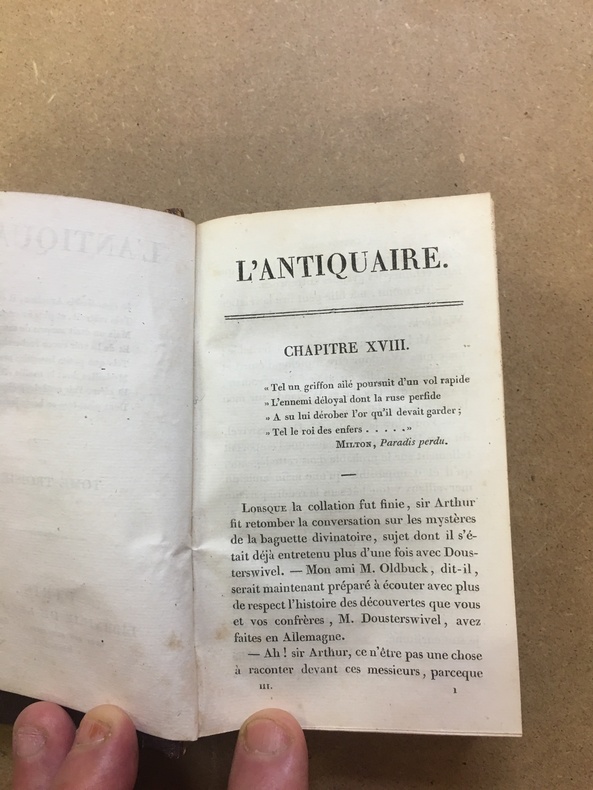 L'ANTIQUAIRE.
CHAPITRE XVIII.
« Tel un griffon ailé poursuit d'un vol rapide
» L'ennemi déloyal dont la ruse perfide
» A su lui dérober l'or qu'il devait garder ;
» Tel le roi des enfers . . . . . »
MILTON, Paradis perdu.
LORSQUE la collation fut finie, sir Arthur
fit retomber la conversation sur les mystères
de la baguette divinatoire, sujet dont il s'é-
tait déjà entretenu plus d'une fois avec Dous-
terswivel. — Mon ami M. Oldbuck, dit-il,
serait maintenant préparé à écouter avec plus
de respect l'histoire des découvertes que vous
et vos confrères, M. Dousterswivel, avez
faites en Allemagne.
— Ah ! sir Arthur, ce n'être pas une chose
à raconter devant ces messieurs, parceque
III. 1